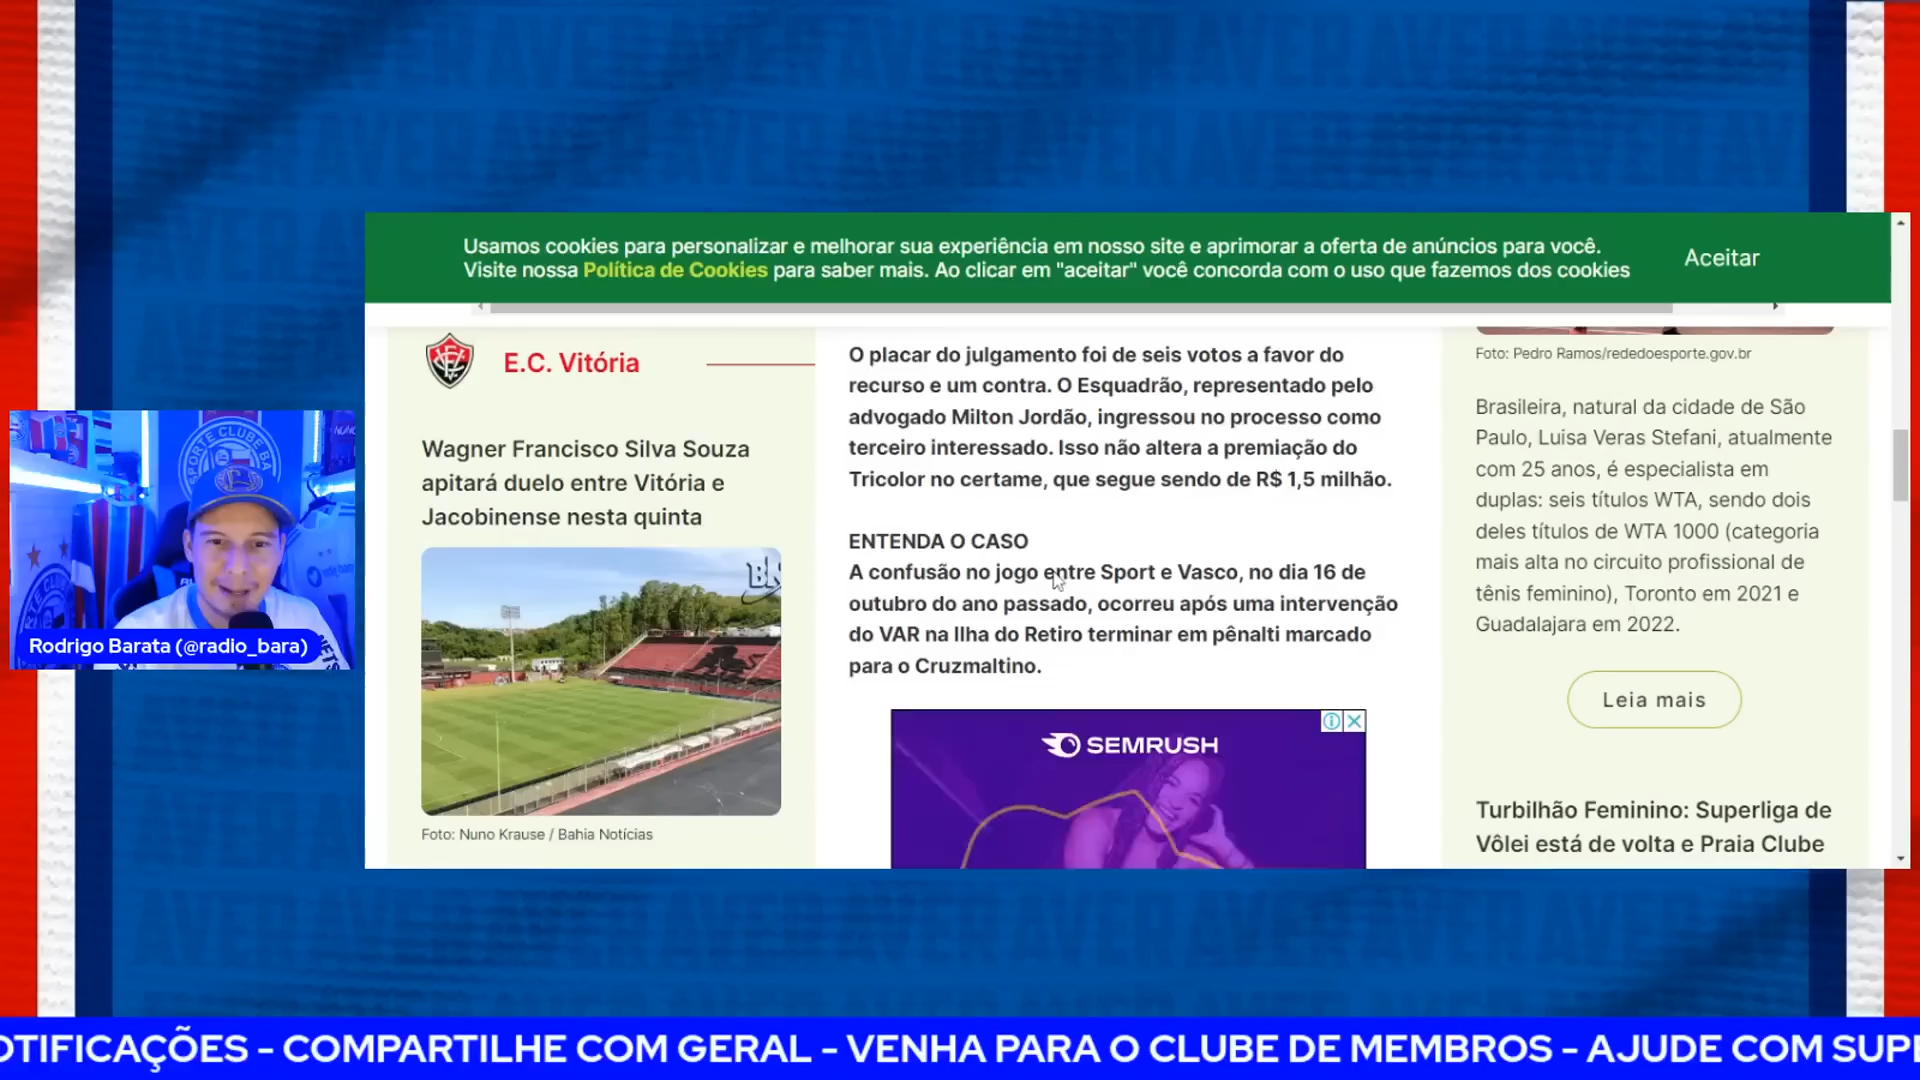 Usamos cookies para personalizar e melhorar sua experiência em nosso site e aprimorar a oferta de anúncios para você.
Visite nossa Política de Cookies para saber mais. Ao clicar em "aceitar" você concorda com o uso que fazemos dos cookies
Aceitar
E.C. Vitória
Wagner Francisco Silva Souza
apitará duelo entre Vitória e
Jacobinense nesta quinta
BN
Foto: Nuno Krause / Bahia Notícias
O placar do julgamento foi de seis votos a favor do
recurso e um contra. O Esquadrão, representado pelo
advogado Milton Jordão, ingressou no processo como
terceiro interessado. Isso não altera a premiação do
Tricolor no certame, que segue sendo de R$ 1,5 milhão.
ENTENDA O CASO
A confusão no jogo entre Sport e Vasco, no dia 16 de
outubro do ano passado, ocorreu após uma intervenção
do VAR na Ilha do Retiro terminar em pênalti marcado
para o Cruzmaltino.
SEMRUSH
Foto: Pedro Ramos/rededoesporte.gov.br
Brasileira, natural da cidade de São
Paulo, Luisa Veras Stefani, atualmente
com 25 anos, é especialista em
duplas: seis títulos WTA, sendo dois
deles títulos de WTA 1000 (categoria
mais alta no circuito profissional de
tênis feminino), Toronto em 2021 e
Guadalajara em 2022.
Leia mais
Turbilhão Feminino: Superliga de
Vôlei está de volta e Praia Clube
SPORTE CLUBE BA
Rodrigo Barata (@radio_bara)
OTIFICAÇÕES - COMPARTILHE COM GERAL - VENHA PARA O CLUBE DE MEMBROS - AJUDE COM SUPE